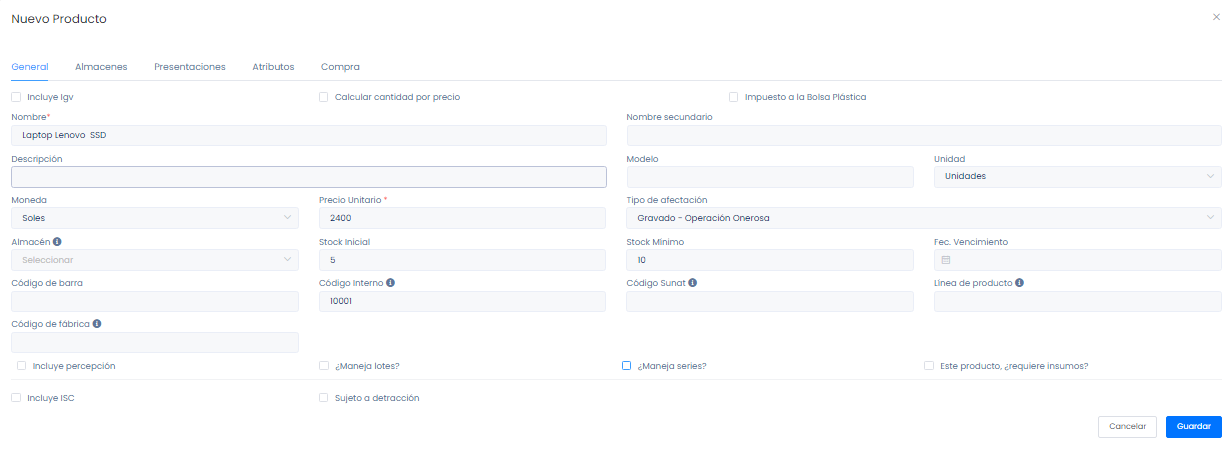 Nuevo Producto
General Almacenes Presentaciones Atributos Compra
Incluye Igv Calcular cantidad por precio Impuesto a la Bolsa Plástica
Nombre* Nombre secundario
Laptop Lenovo SSD
Descripción Modelo Unidad
Unidades
Moneda Precio Unitario * Tipo de afectación
Soles 2400 Gravado - Operación Onerosa
Almacén Stock Inicial Stock Mínimo Fec. Vencimiento
Seleccionar 5 10
Código de barra Código Interno Código Sunat Línea de producto
10001
Código de fábrica
Incluye percepción ¿Maneja lotes? ¿Maneja series? Este producto, ¿requiere insumos?
Incluye ISC Sujeto a detracción
Cancelar Guardar